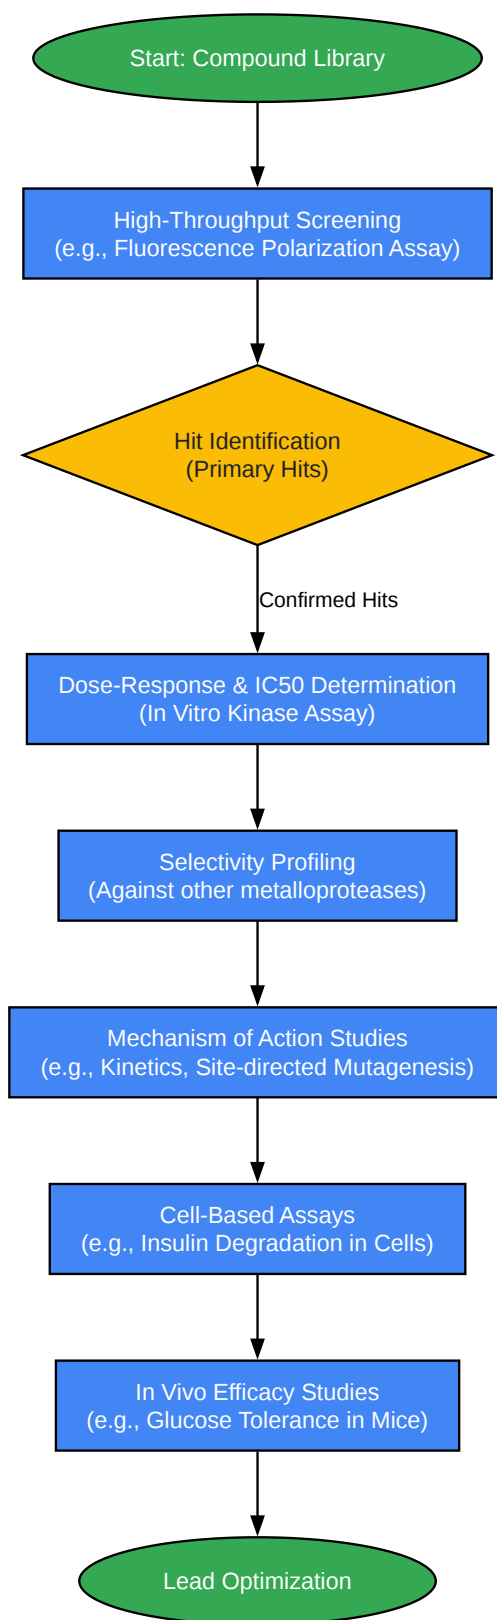 Start: Compound Library
High-Throughput Screening
(e.g., Fluorescence Polarization Assay)
Hit Identification
(Primary Hits)
Confirmed Hits
Dose-Response & IC50 Determination
(In Vitro Kinase Assay)
Selectivity Profiling
(Against other metalloproteases)
Mechanism of Action Studies
(e.g., Kinetics, Site-directed Mutagenesis)
Cell-Based Assays
(e.g., Insulin Degradation in Cells)
In Vivo Efficacy Studies
(e.g., Glucose Tolerance in Mice)
Lead Optimization